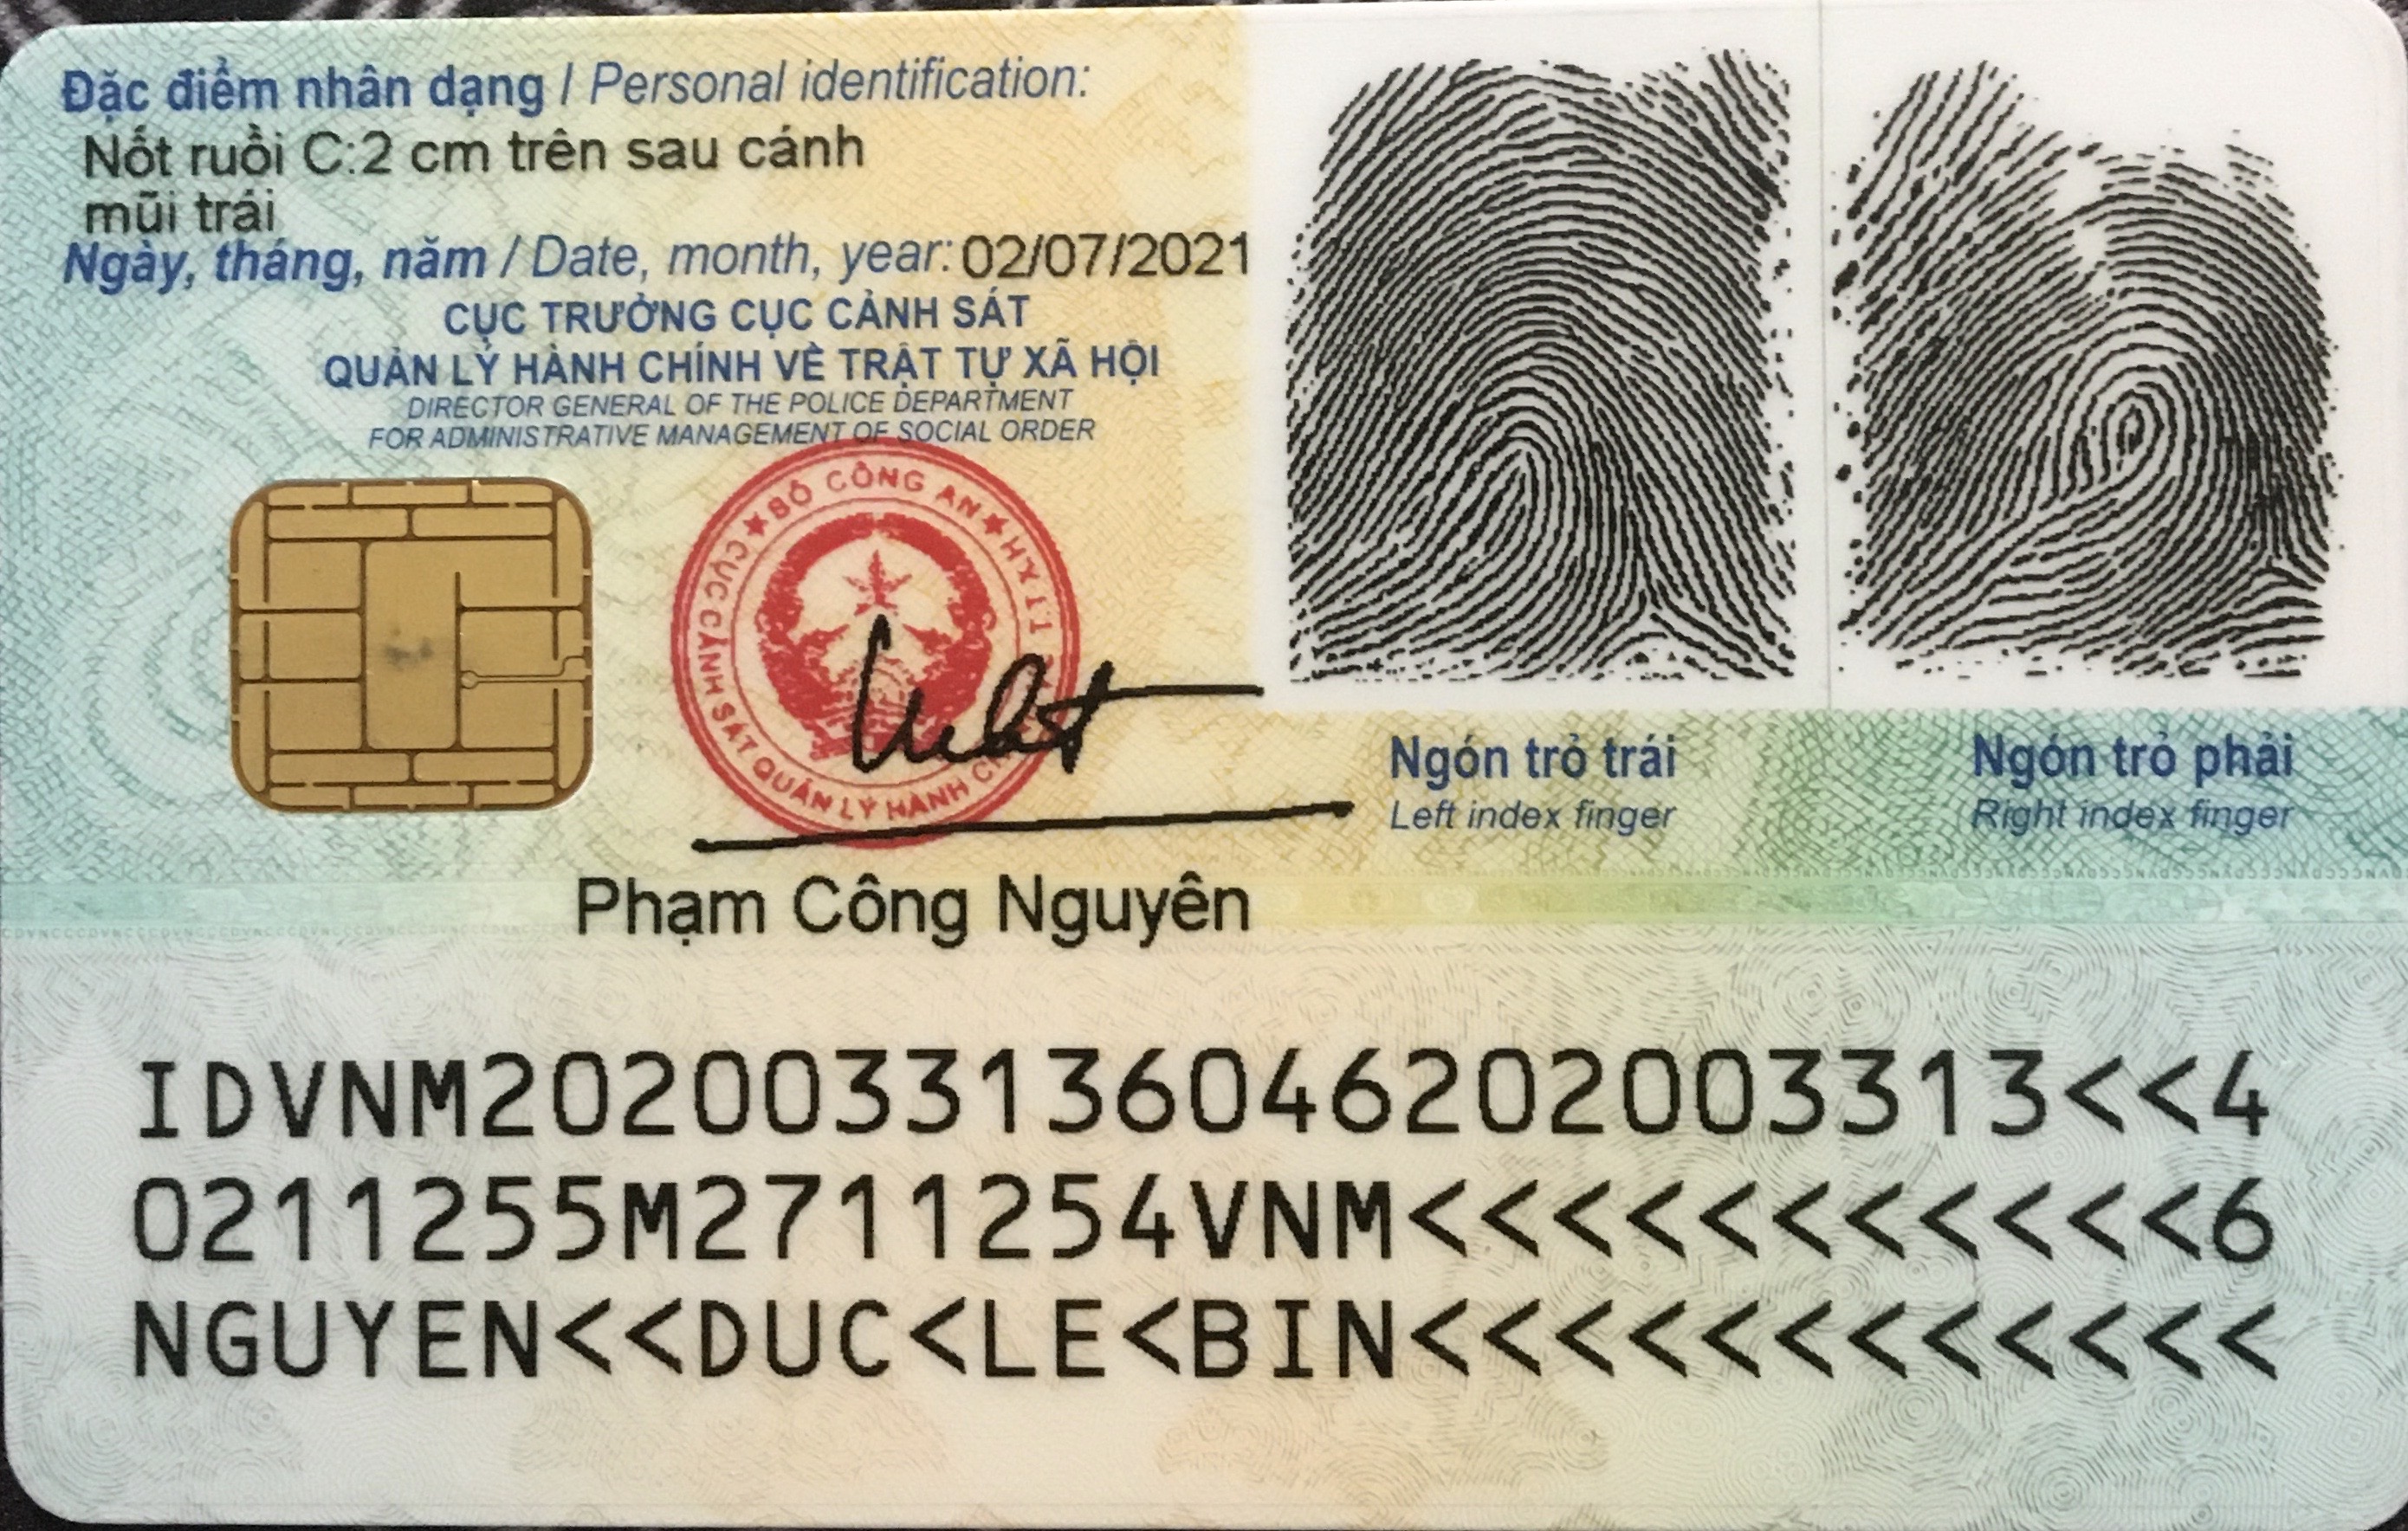 Đặc điểm nhân dạng / Personal identification:
Nốt ruồi C:2 cm trên sau cánh
mũi trái
Ngày, tháng, năm / Date, month, year: 02/07/2021
CỤC TRƯỞNG CỤC CẢNH SÁT
QUẢN LÝ HÀNH CHÍNH VỀ TRẬT TỰ XÃ HỘI
DIRECTOR GENERAL OF THE POLICE DEPARTMENT
FOR ADMINISTRATIVE MANAGEMENT OF SOCIAL ORDER
BỘ CÔNG AN
CỤC CẢNH SÁT QUẢN LÝ HÀNH
Ngón trỏ trái
Left index finger
Ngón trỏ phải
Right index finger
Phạm Công Nguyên
IDVNM2020033136046202003313<<4
0211255M2711254VNM<<<<<<<<<<<6
NGUYEN<<DUC<LE<BIN<<<<<<<<<<<<